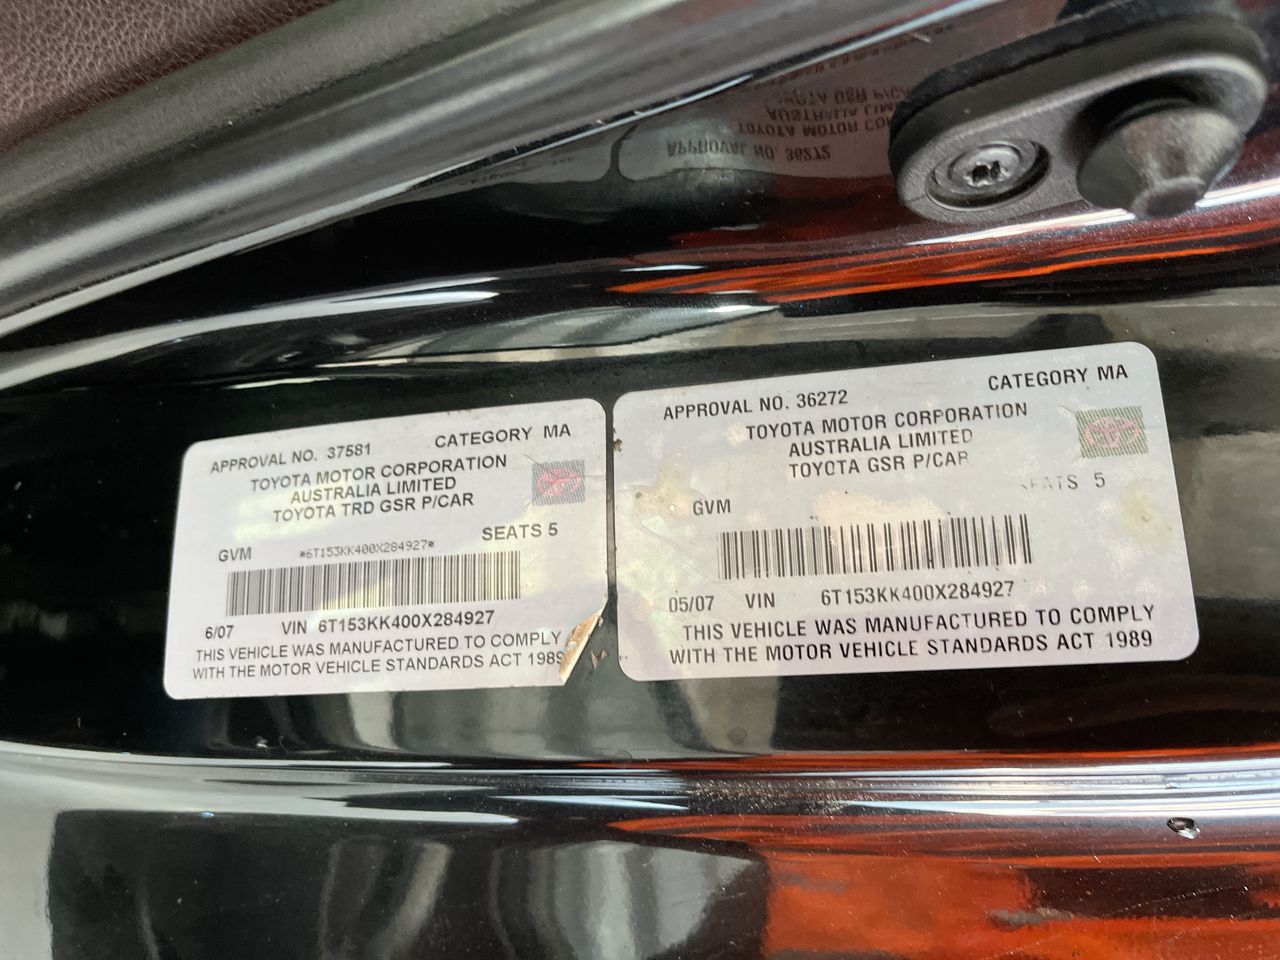 APPROVAL NO. 37581 CATEGORY MA
TOYOTA MOTOR CORPORATION
AUSTRALIA LIMITED
TOYOTA TRD GSR P/CAR
SEATS 5
GVM *6T153KK400X284927*
6/07 VIN 6T153KK400X284927
THIS VEHICLE WAS MANUFACTURED TO COMPLY
WITH THE MOTOR VEHICLE STANDARDS ACT 1989
APPROVAL NO. 36272 CATEGORY MA
TOYOTA MOTOR CORPORATION
AUSTRALIA LIMITED
TOYOTA GSR P/CAR
SEATS 5
GVM
05/07 VIN 6T153KK400X284927
THIS VEHICLE WAS MANUFACTURED TO COMPLY
WITH THE MOTOR VEHICLE STANDARDS ACT 1989